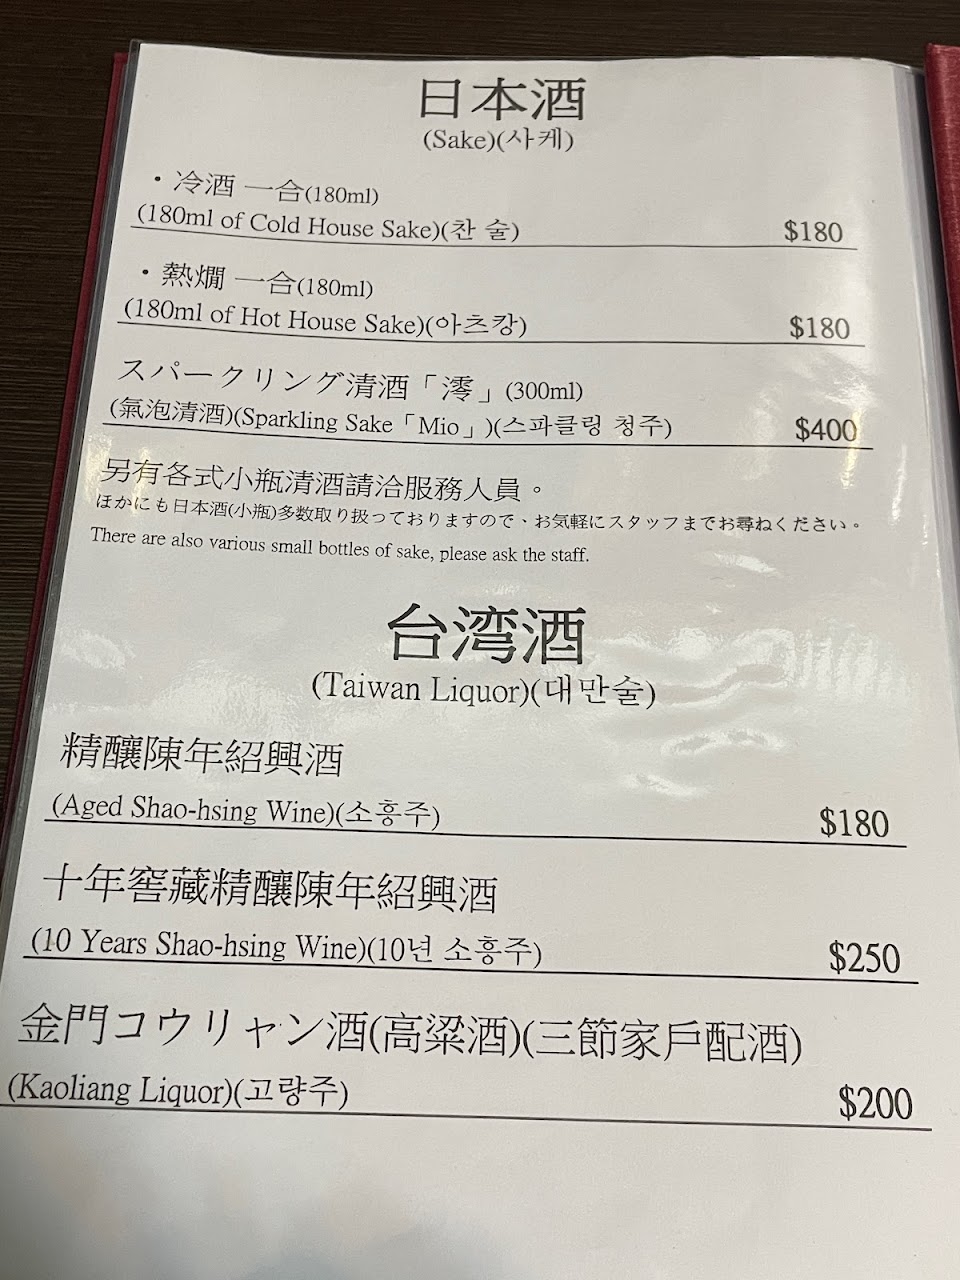 日本酒
(Sake)(사케)
・冷酒 一合(180ml)
(180ml of Cold House Sake)(찬 술)
$180
・熱燗 一合(180ml)
(180ml of Hot House Sake)(아츠캉)
$180
スパークリング清酒「澪」(300ml)
(氣泡清酒)(Sparkling Sake「Mio」)(스파클링 청주)
$400
另有各式小瓶清酒請洽服務人員。
ほかにも日本酒(小瓶)多数取り扱っておりますので、お気軽にスタッフまでお尋ねください。
There are also various small bottles of sake, please ask the staff.
台湾酒
(Taiwan Liquor)(대만술)
精釀陳年紹興酒
(Aged Shao-hsing Wine)(소흥주)
$180
十年窖藏精釀陳年紹興酒
(10 Years Shao-hsing Wine)(10년 소흥주)
$250
金門コウリャン酒(高粱酒)(三節家戶配酒)
(Kaoliang Liquor)(고량주)
$200